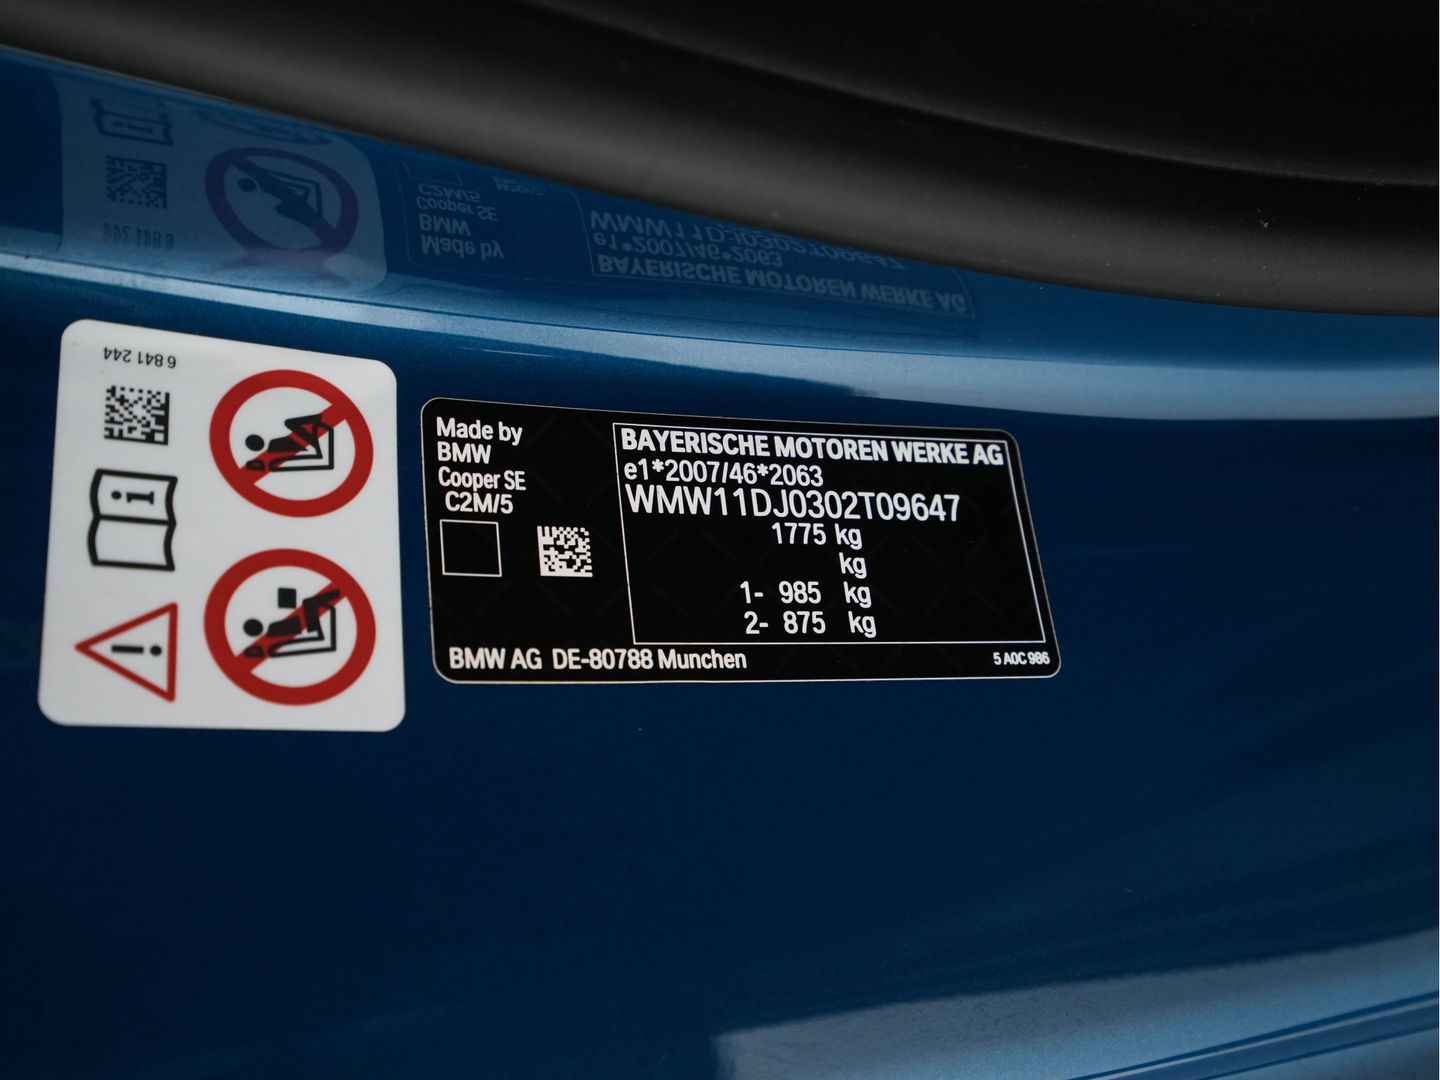 6 841 244
Made by
BMW
Cooper SE
C2M/5
BAYERISCHE MOTOREN WERKE AG
e1*2007/46*2063
WMW11DJ0302T09647
1775 kg
kg
1- 985 kg
2- 875 kg
BMW AG DE-80788 Munchen
5 A0C 986